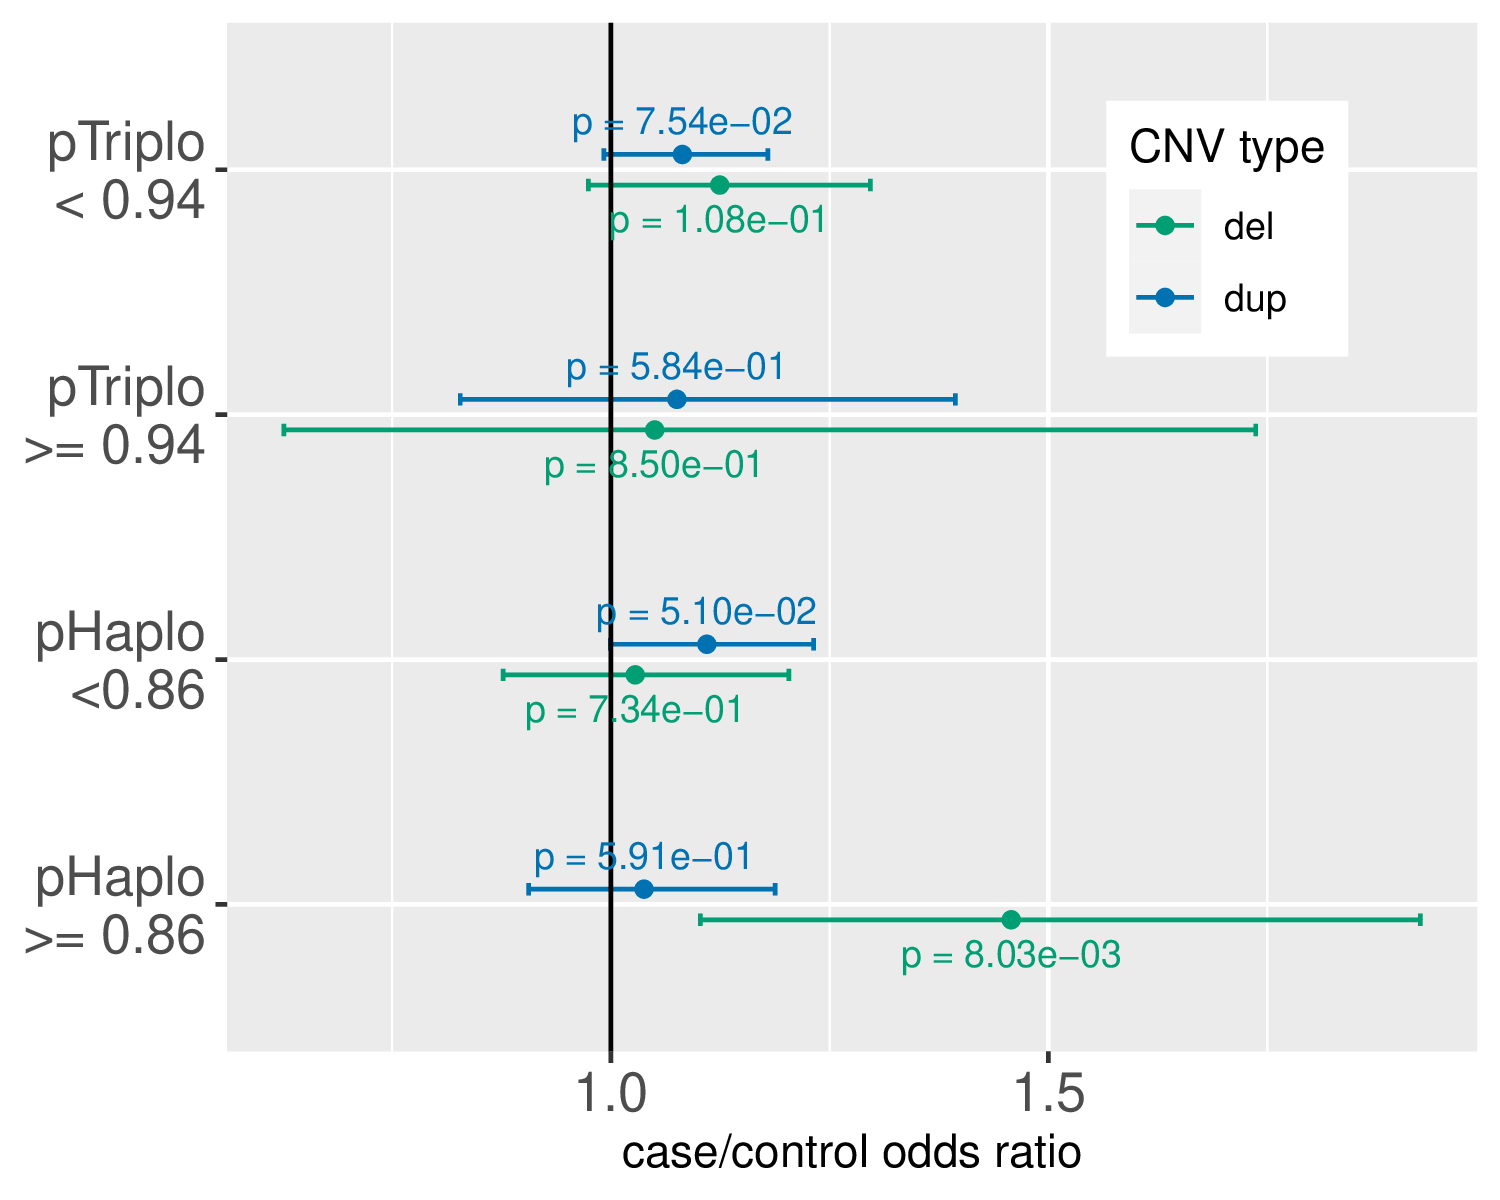 pTriplo
< 0.94
p = 7.54e−02
p = 1.08e−01
CNV type
del
dup
pTriplo
>= 0.94
p = 5.84e−01
p = 8.50e−01
pHaplo
<0.86
p = 5.10e−02
p = 7.34e−01
pHaplo
>= 0.86
p = 5.91e−01
p = 8.03e−03
1.0
1.5
case/control odds ratio